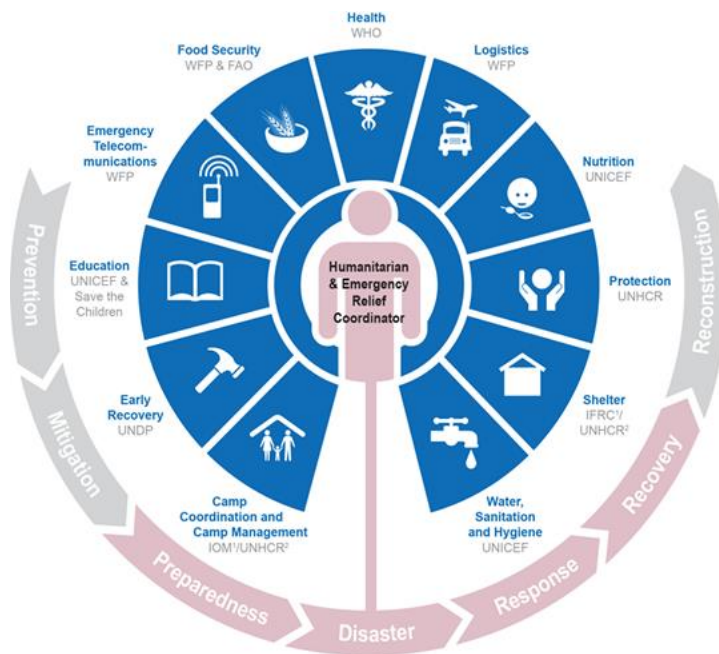 Health
WHO
Food Security
WFP & FAO
Logistics
WFP
Emergency
Telecom-
munications
WFP
Nutrition
UNICEF
Education
UNICEF &
Save the
Children
Humanitarian
& Emergency
Relief
Coordinator
Protection
UNHCR
Early
Recovery
UNDP
Shelter
IFRC¹/
UNHCR²
Camp
Coordination and
Camp Management
IOM¹/UNHCR²
Water,
Sanitation
and Hygiene
UNICEF
Prevention
Mitigation
Preparedness
Disaster
Response
Recovery
Reconstruction